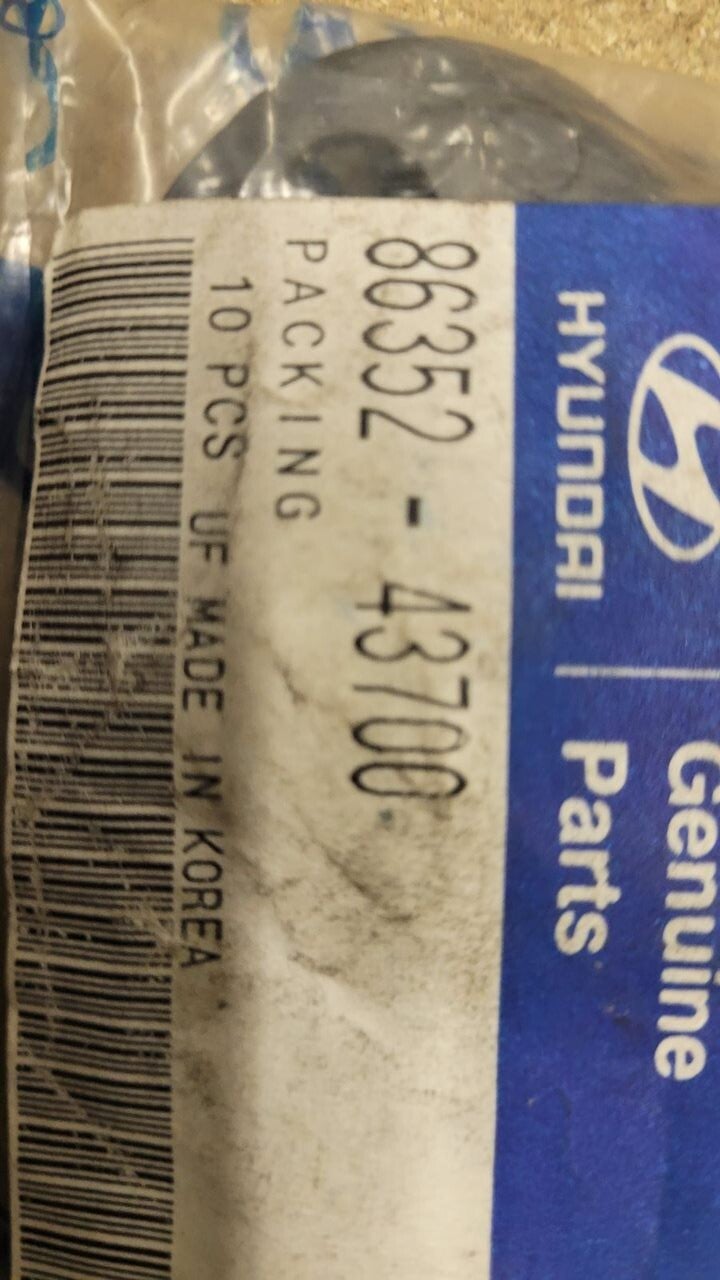 HYUNDAI | Genuine
Parts
86352 - 43700
PACKING
10 PCS UF MADE IN KOREA